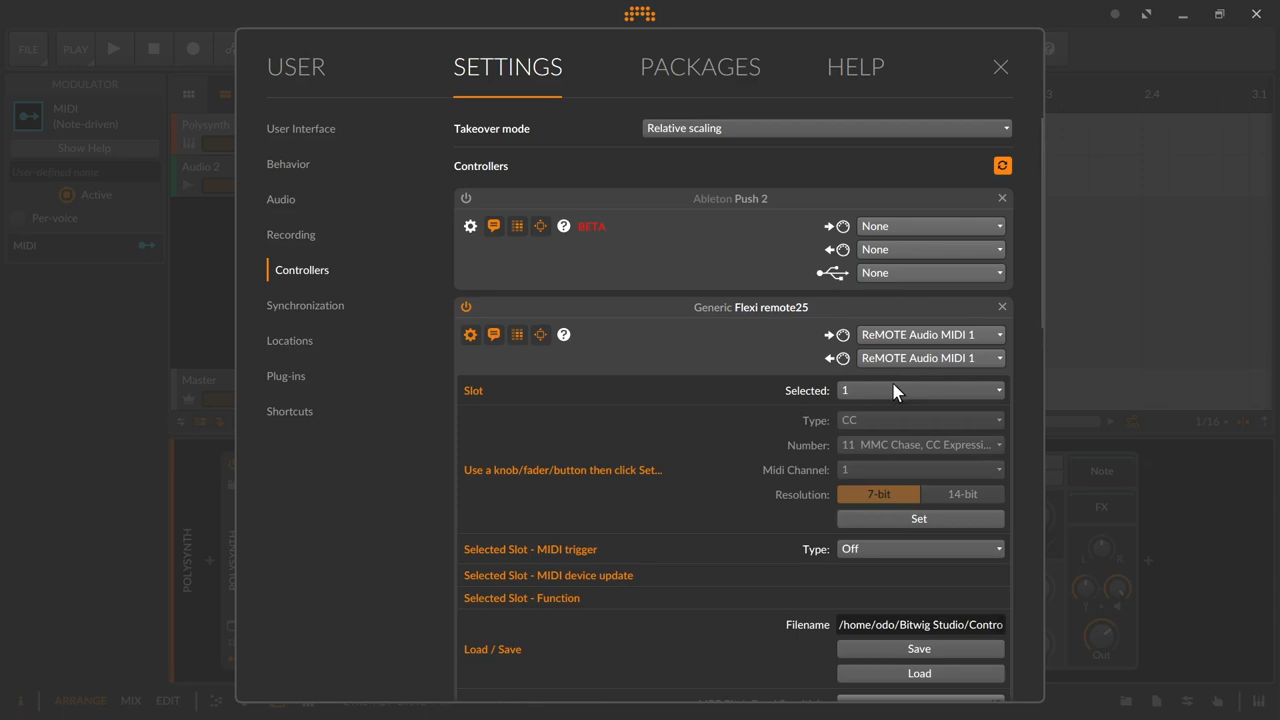 FILE
PLAY
USER
SETTINGS
PACKAGES
HELP
MODULATOR
MIDI
(Note-driven)
Show Help
User-defined name
Active
Per-voice
MIDI
Polysynth
Audio 2
Master
3
2.4
3.1
User Interface
Behavior
Audio
Recording
Controllers
Synchronization
Locations
Plug-ins
Shortcuts
Takeover mode
Relative scaling
Controllers
Ableton Push 2
BETA
None
None
None
Generic Flexi remote25
ReMOTE Audio MIDI 1
ReMOTE Audio MIDI 1
Slot
Selected: 1
Type: CC
Number: 11 MMC Chase, CC Expressi...
Use a knob/fader/button then click Set...
Midi Channel: 1
Resolution: 7-bit 14-bit
Set
Selected Slot - MIDI trigger
Type: Off
Selected Slot - MIDI device update
Selected Slot - Function
Filename /home/odo/Bitwig Studio/Contro
Load / Save
Save
Load
1/16
Note
FX
L R
Out
POLYSYNTH
ARRANGE MIX EDIT